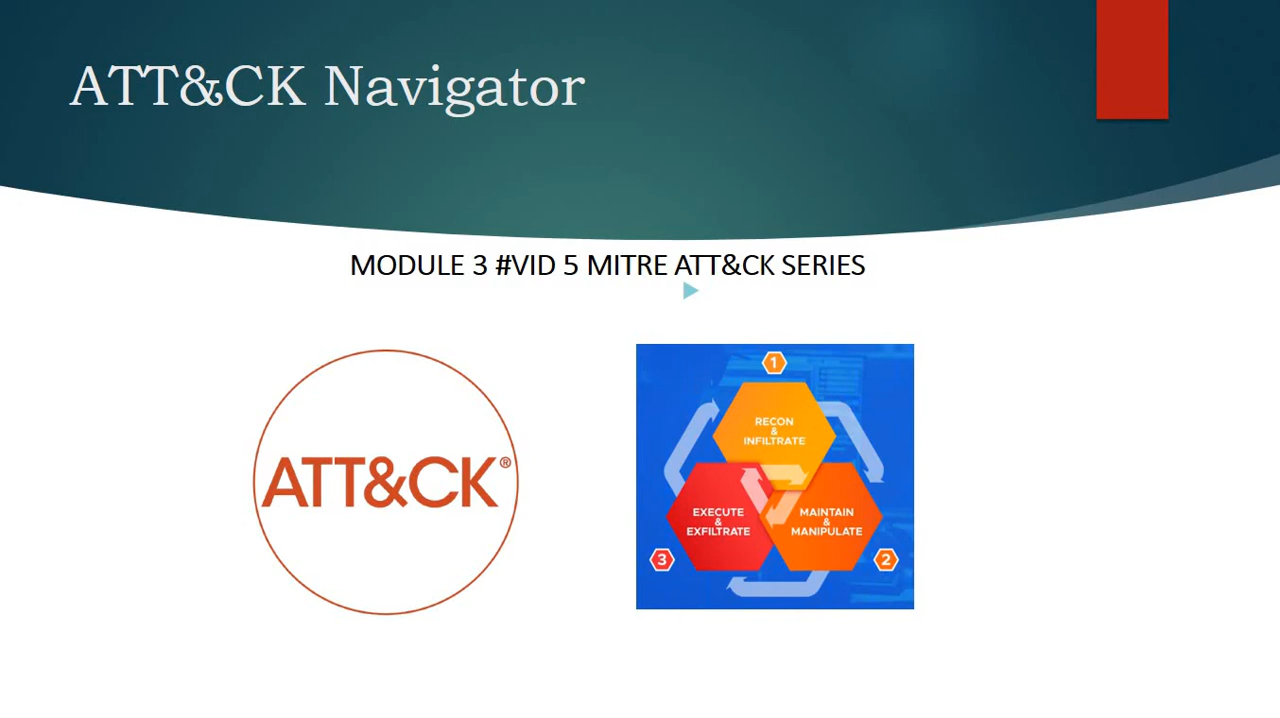 ATT&CK Navigator
MODULE 3 #VID 5 MITRE ATT&CK SERIES
ATT&CK®
1
RECON
&
INFILTRATE
EXECUTE
&
EXFILTRATE
MAINTAIN
&
MANIPULATE
3
2